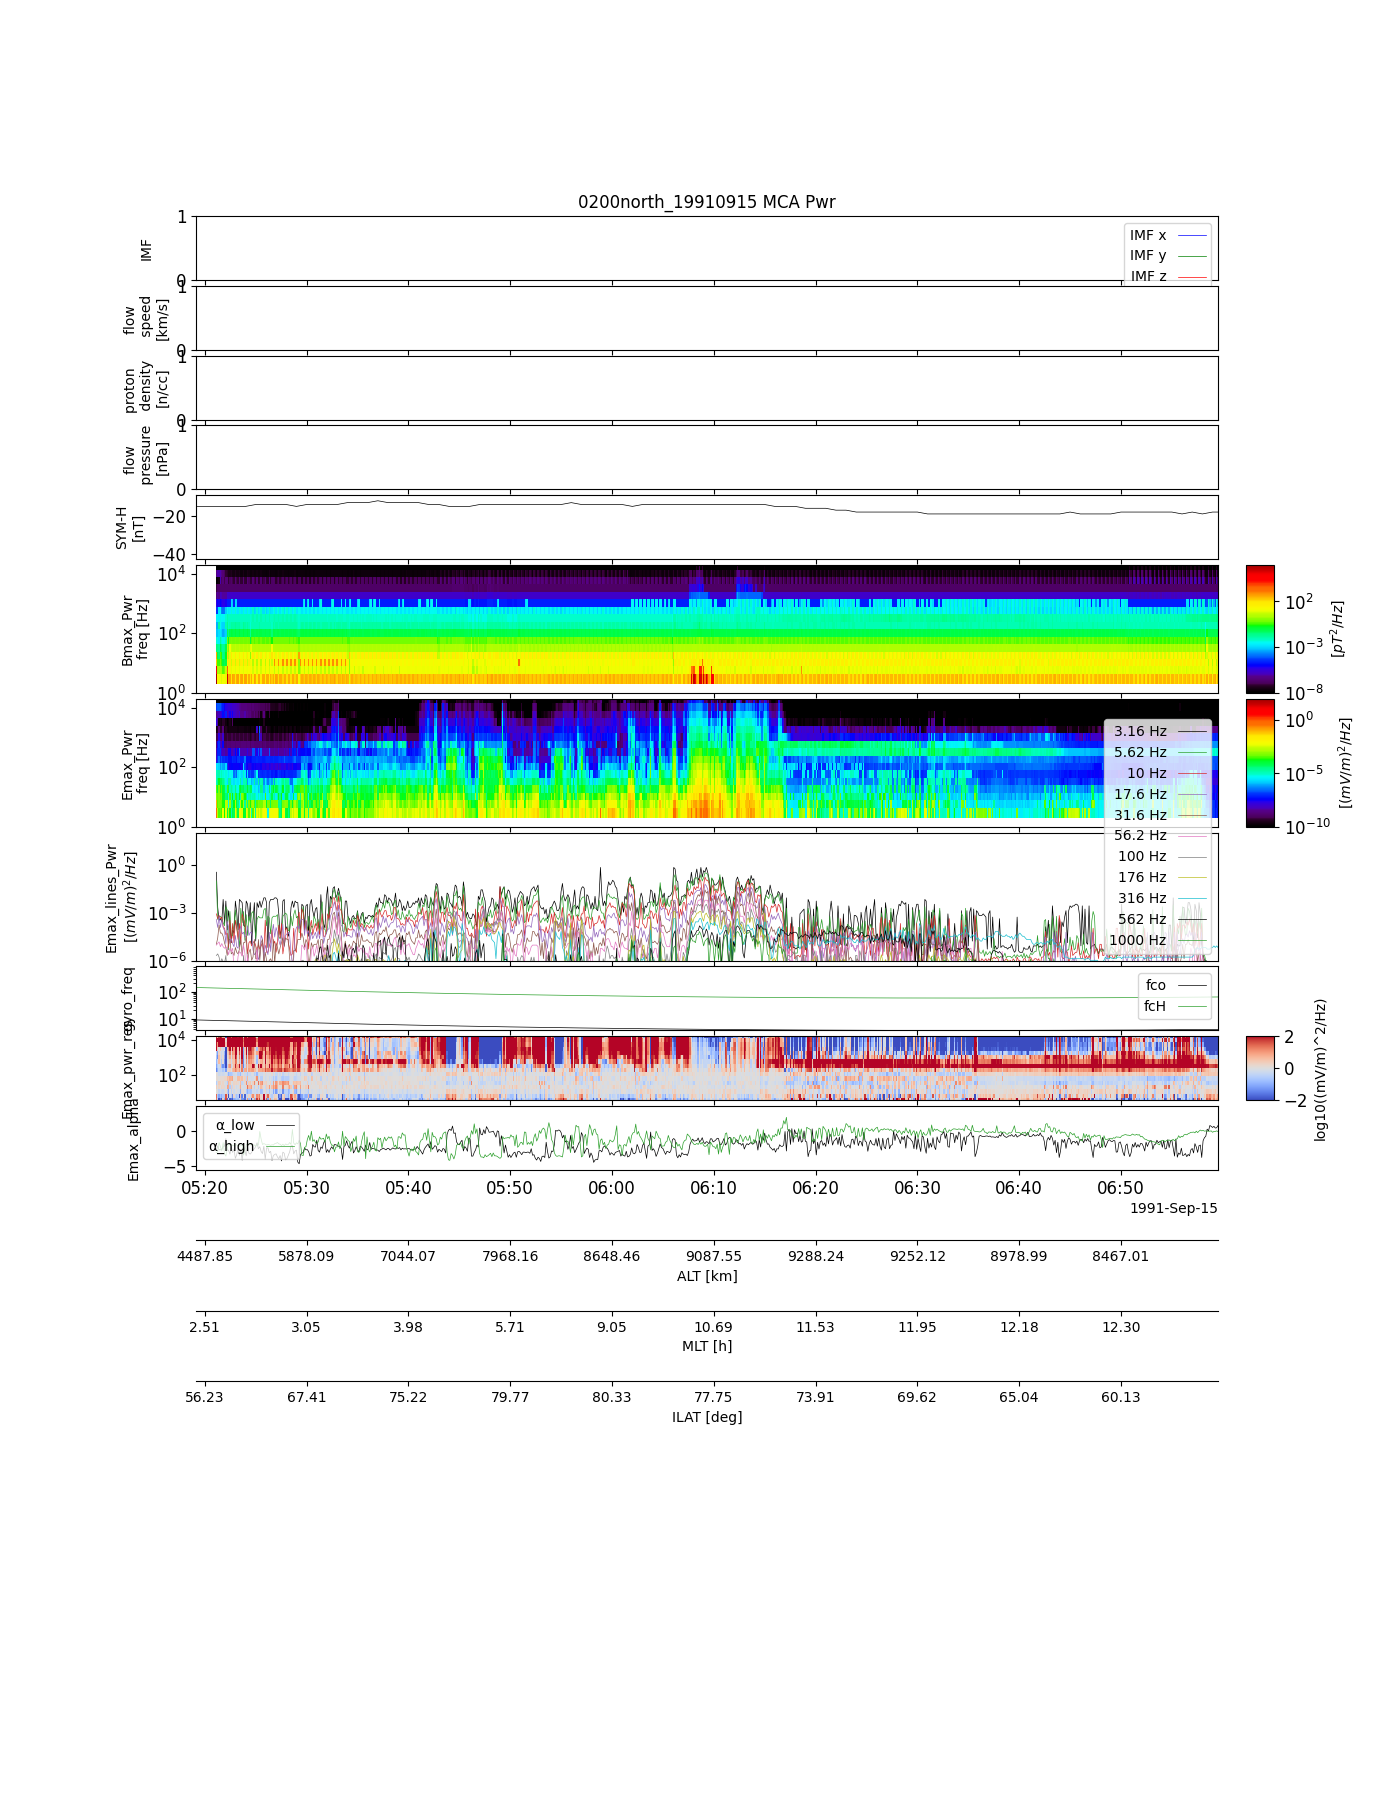 0200north_19910915 MCA Pwr
1
0
IMF
IMF x
IMF y
IMF z
1
0
flow
speed
[km/s]
1
0
proton
density
[n/cc]
1
0
flow
pressure
[nPa]
−20
−40
SYM-H
[nT]
10^4
10^2
10^0
Bmax_Pwr
freq [Hz]
10^2
10^−3
10^−8
[pT^2/Hz]
10^4
10^2
10^0
Emax_Pwr
freq [Hz]
10^0
10^−5
10^−10
[(mV/m)^2/Hz]
3.16 Hz
5.62 Hz
10 Hz
17.6 Hz
31.6 Hz
56.2 Hz
100 Hz
176 Hz
316 Hz
562 Hz
1000 Hz
10^0
10^−3
10^−6
Emax_lines_Pwr
[(mV/m)^2/Hz]
10^2
10^1
gyro_freq
fco
fcH
10^4
10^2
Emax_pwr_reg
2
0
−2
log10((mV/m)^2/Hz)
0
−5
Emax_alpha
α_low
α_high
05:20 05:30 05:40 05:50 06:00 06:10 06:20 06:30 06:40 06:50
1991-Sep-15
4487.85 5878.09 7044.07 7968.16 8648.46 9087.55 9288.24 9252.12 8978.99 8467.01
ALT [km]
2.51 3.05 3.98 5.71 9.05 10.69 11.53 11.95 12.18 12.30
MLT [h]
56.23 67.41 75.22 79.77 80.33 77.75 73.91 69.62 65.04 60.13
ILAT [deg]